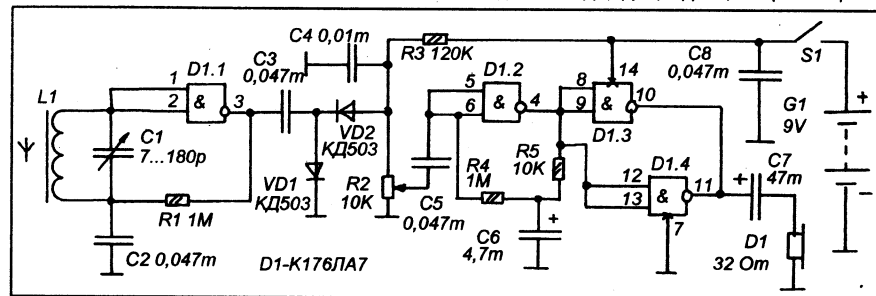 L1
C1
7...180p
C2 0,047m
R1 1M
1
2
D1.1
&
3
C3
0,047m
C4 0,01m
VD1
КД503
VD2
КД503
R3 120K
R2
10K
C5
0,047m
D1.2
5
6
&
4
R4
1M
R5
10K
C6
4,7m
+
8
9
14
&
10
D1.3
D1.4
12
13
&
11
7
C8
0,047m
S1
G1
9V
+
−
+
C7
47m
D1
32 Om
D1-К176ЛА7